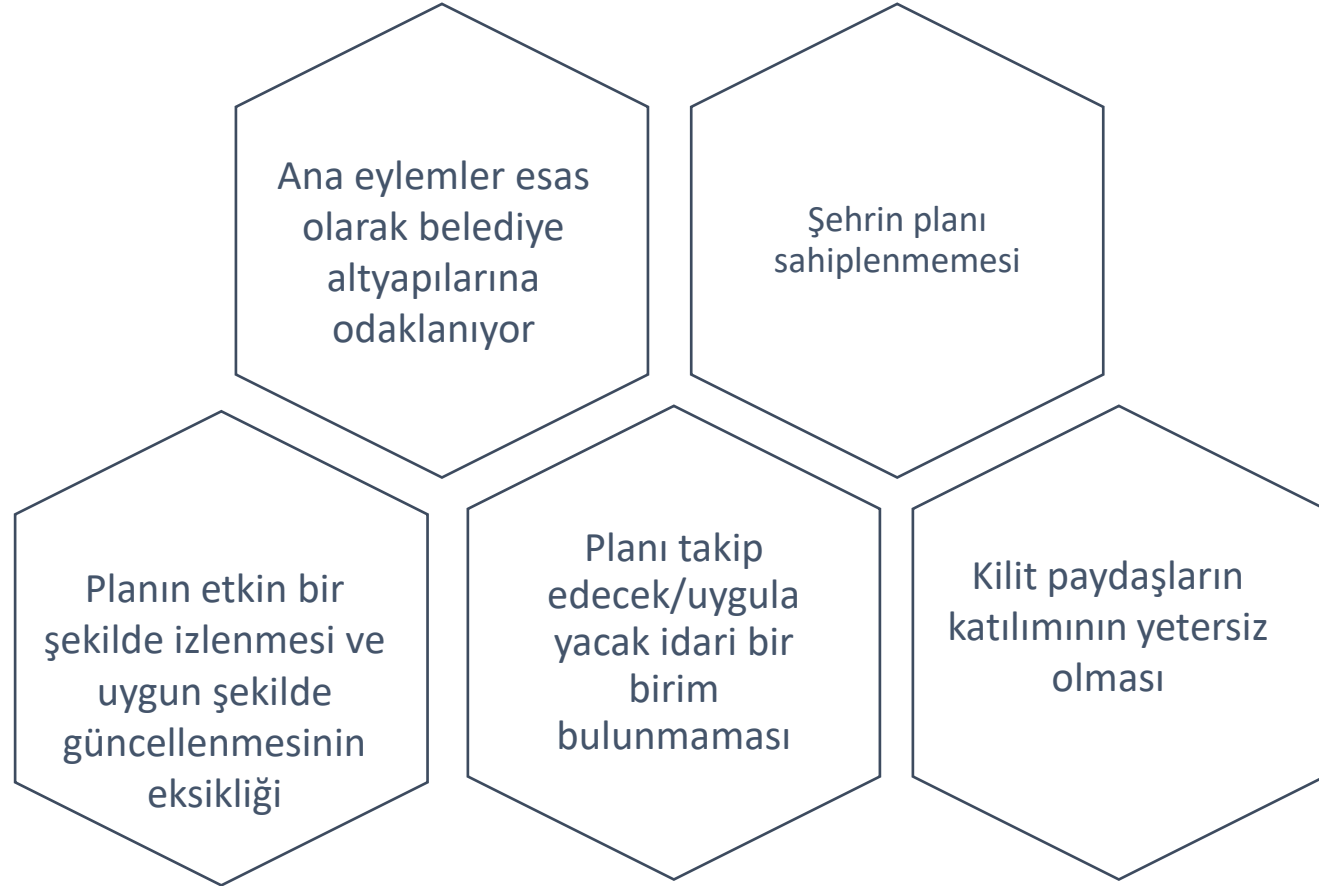 Ana eylemler esas
olarak belediye
altyapılarına
odaklanıyor
Şehrin planı
sahiplenmemesi
Planın etkin bir
şekilde izlenmesi ve
uygun şekilde
güncellenmesinin
eksikliği
Planı takip
edecek/uygula
yacak idari bir
birim
bulunmaması
Kilit paydaşların
katılımının yetersiz
olması